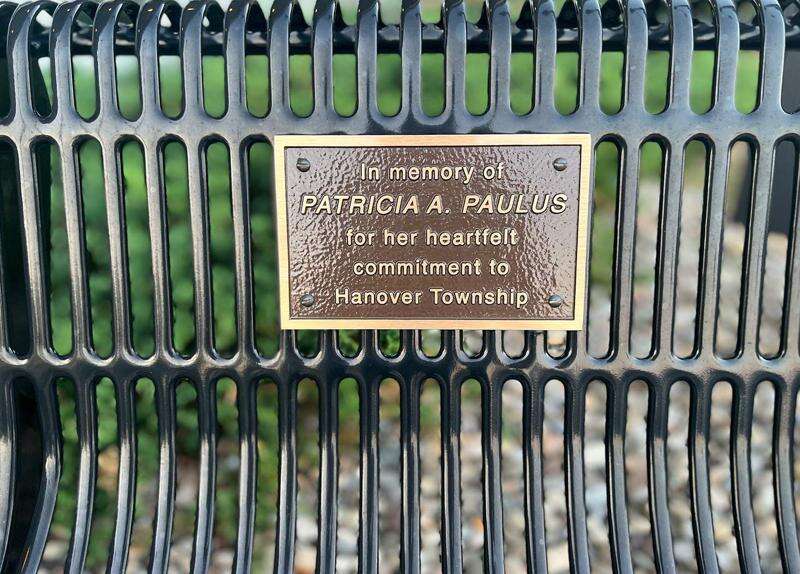 In memory of
PATRICIA A. PAULUS
for her heartfelt
commitment to
Hanover Township